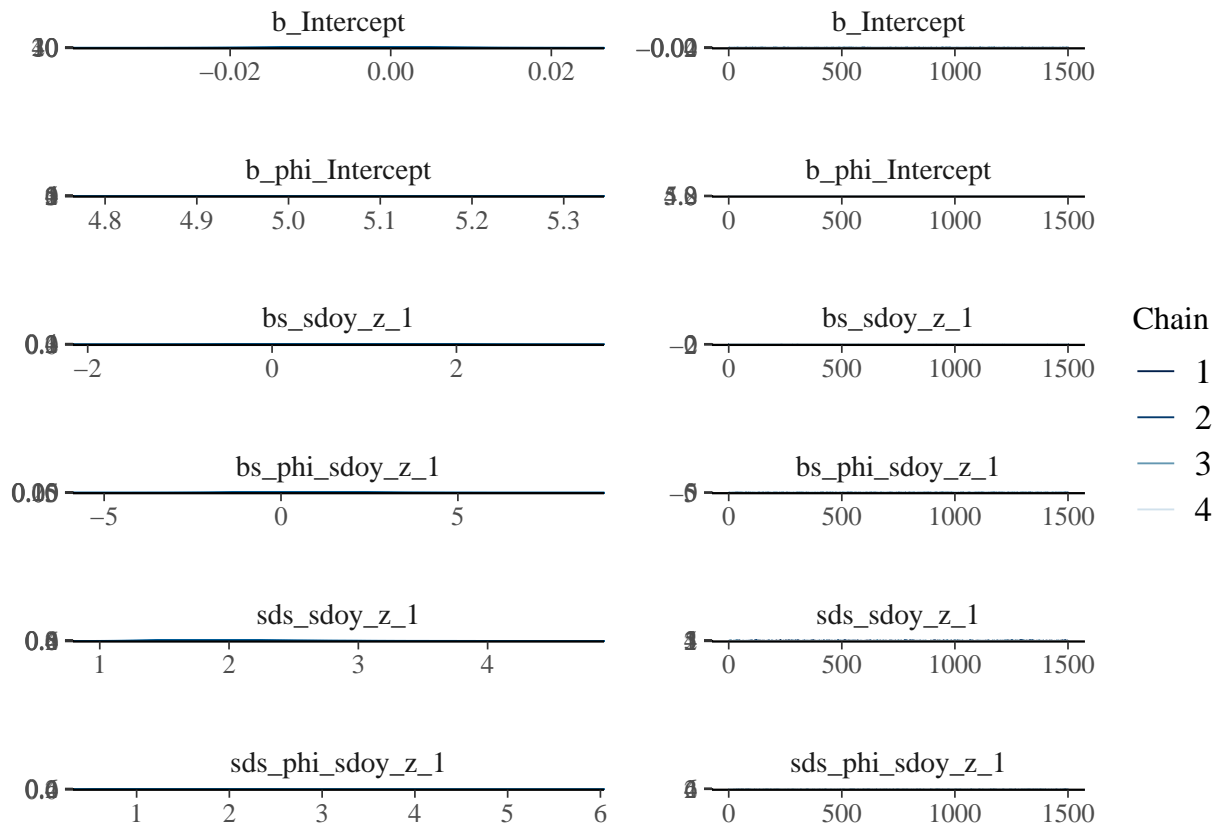 b_Intercept b_Intercept
−0.02 0.00 0.02 0 500 1000 1500
b_phi_Intercept b_phi_Intercept
4.8 4.9 5.0 5.1 5.2 5.3 0 500 1000 1500
bs_sdoy_z_1 bs_sdoy_z_1
−2 0 2 0 500 1000 1500
Chain
1
2
3
4
bs_phi_sdoy_z_1 bs_phi_sdoy_z_1
−5 0 5 0 500 1000 1500
sds_sdoy_z_1 sds_sdoy_z_1
1 2 3 4 0 500 1000 1500
sds_phi_sdoy_z_1 sds_phi_sdoy_z_1
1 2 3 4 5 6 0 500 1000 1500